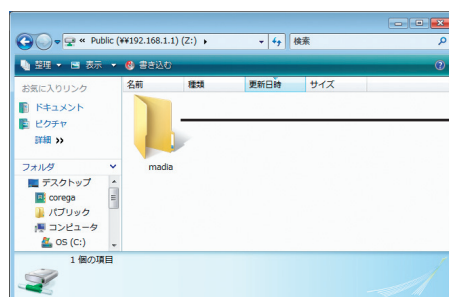 Public (¥¥192.168.1.1) (Z:)
検索
整理 表示 書き込む
お気に入りリンク
ドキュメント
ピクチャ
詳細 »
フォルダ
デスクトップ
corega
パブリック
コンピュータ
OS (C:)
名前 種類 更新日時 サイズ
madia
1 個の項目